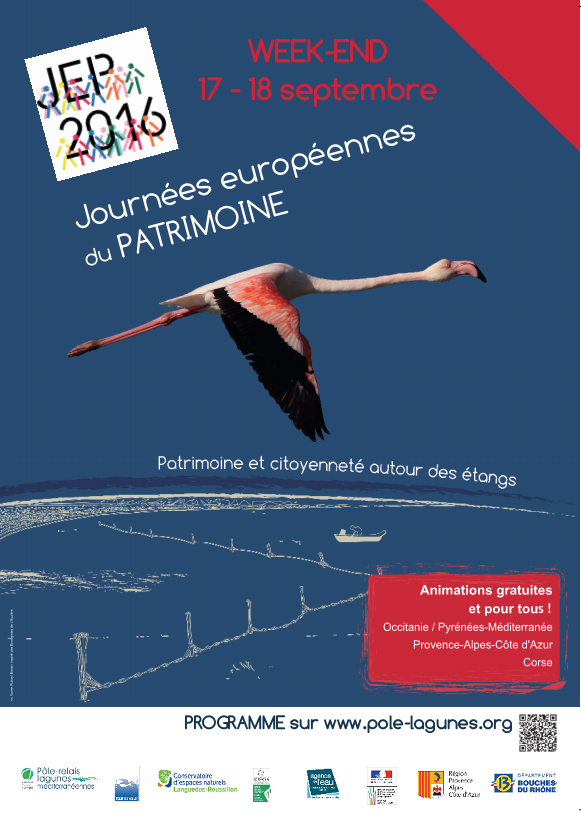 JEP
2016
WEEK-END
17 - 18 septembre
Journées européennes
du PATRIMOINE
Patrimoine et citoyenneté autour des étangs
Animations gratuites
et pour tous !
Occitanie / Pyrénées-Méditerranée
Provence-Alpes-Côte d'Azur
Corse
PROGRAMME sur www.pole-lagunes.org
Pôle-relais
lagunes
méditerranéennes
Conservatoire
d'espaces naturels
Languedoc-Roussillon
agence
de l'eau
Région
Provence
Alpes
Côte d'Azur
DÉPARTEMENT
BOUCHES
DU RHÔNE